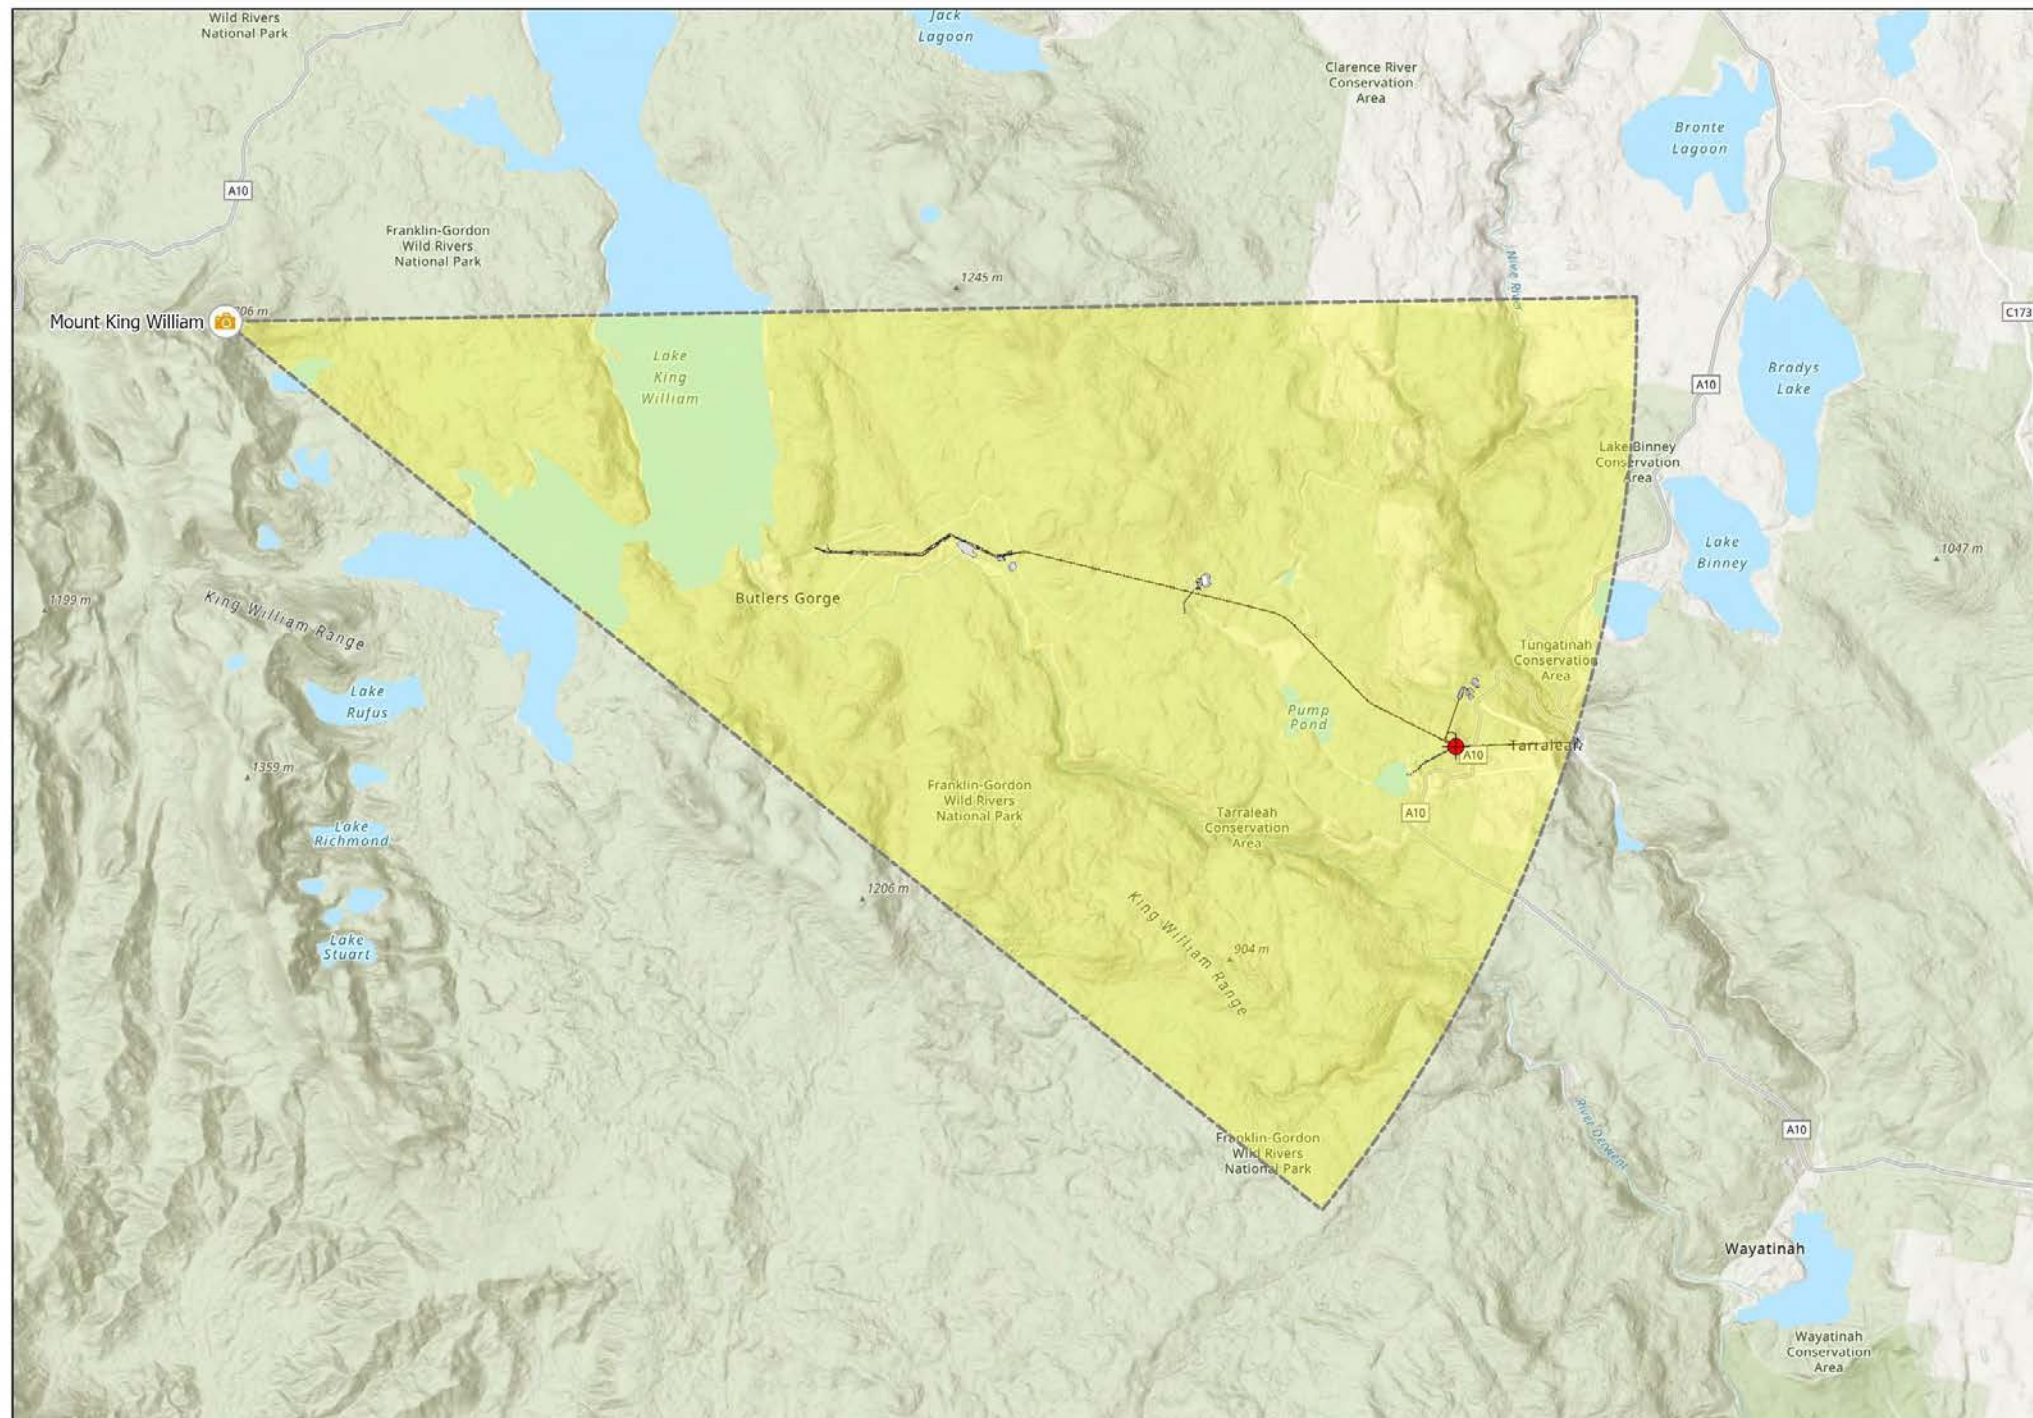 Wild Rivers
National Park
Jack
Lagoon
Clarence River
Conservation
Area
Bronte
Lagoon
A10
Franklin-Gordon
Wild Rivers
National Park
1245 m
Nive River
C173
Mount King William
06 m
Lake
King
William
Bradys
Lake
A10
Lake Binney
Conservation
Area
Lake
Binney
1047 m
1199 m
King William Range
Butlers Gorge
Tungatinah
Conservation
Area
Lake
Rufus
Pump
Pond
Tarraleah
A10
1359 m
Franklin-Gordon
Wild Rivers
National Park
Tarraleah
Conservation
Area
A10
Lake
Richmond
1206 m
King William Range
904 m
Lake
Stuart
River Derwent
Franklin-Gordon
Wild Rivers
National Park
A10
Wayatinah
Wayatinah
Conservation
Area